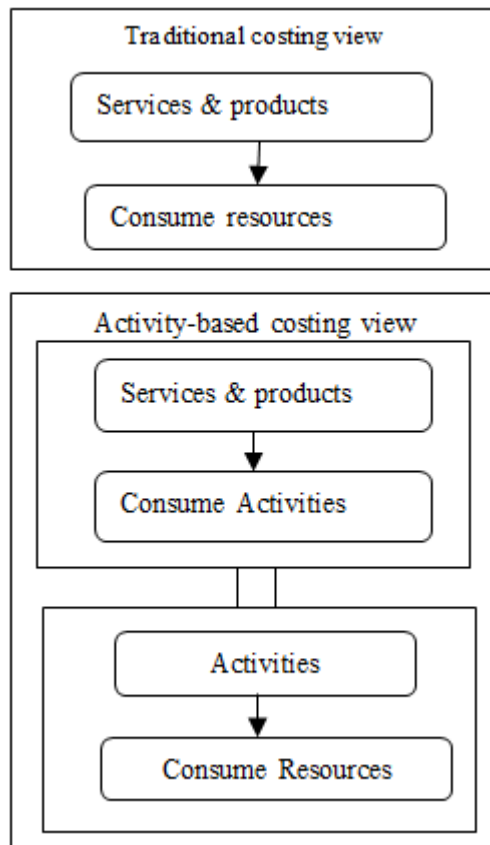 Traditional costing view
Services & products
Consume resources
Activity-based costing view
Services & products
Consume Activities
Activities
Consume Resources